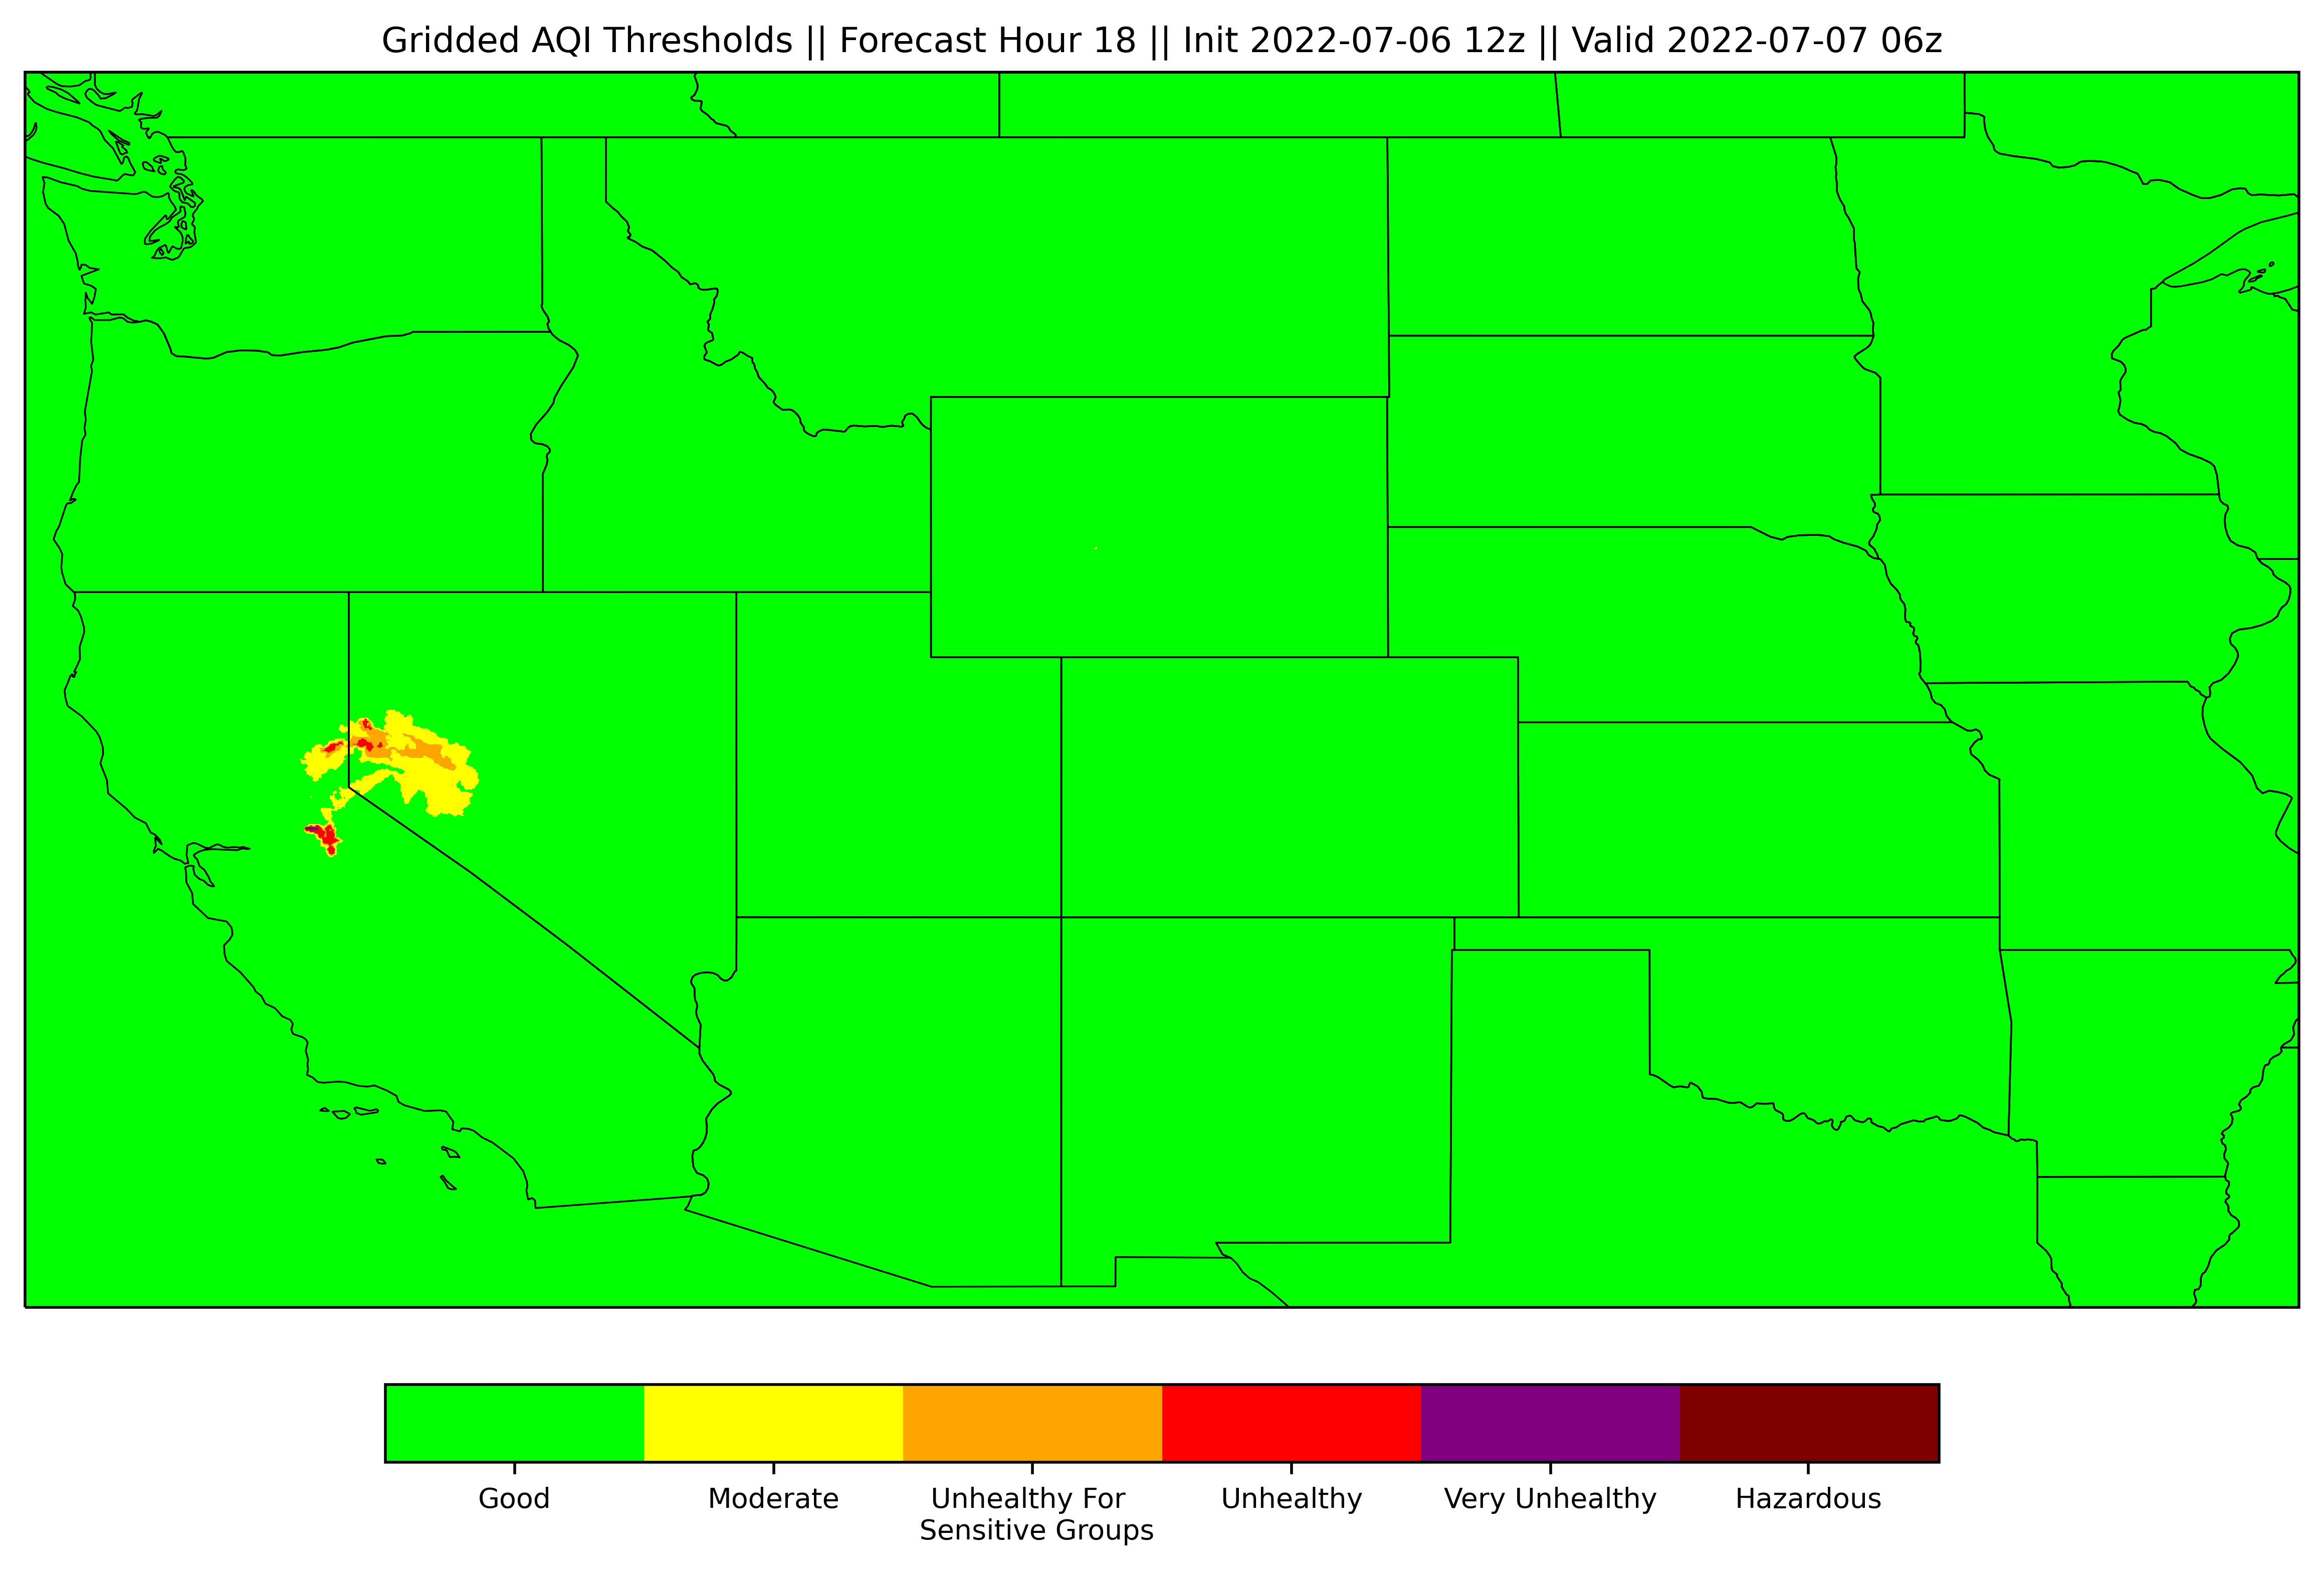 Gridded AQI Thresholds || Forecast Hour 18 || Init 2022-07-06 12z || Valid 2022-07-07 06z
Good
Moderate
Unhealthy For
Sensitive Groups
Unhealthy
Very Unhealthy
Hazardous